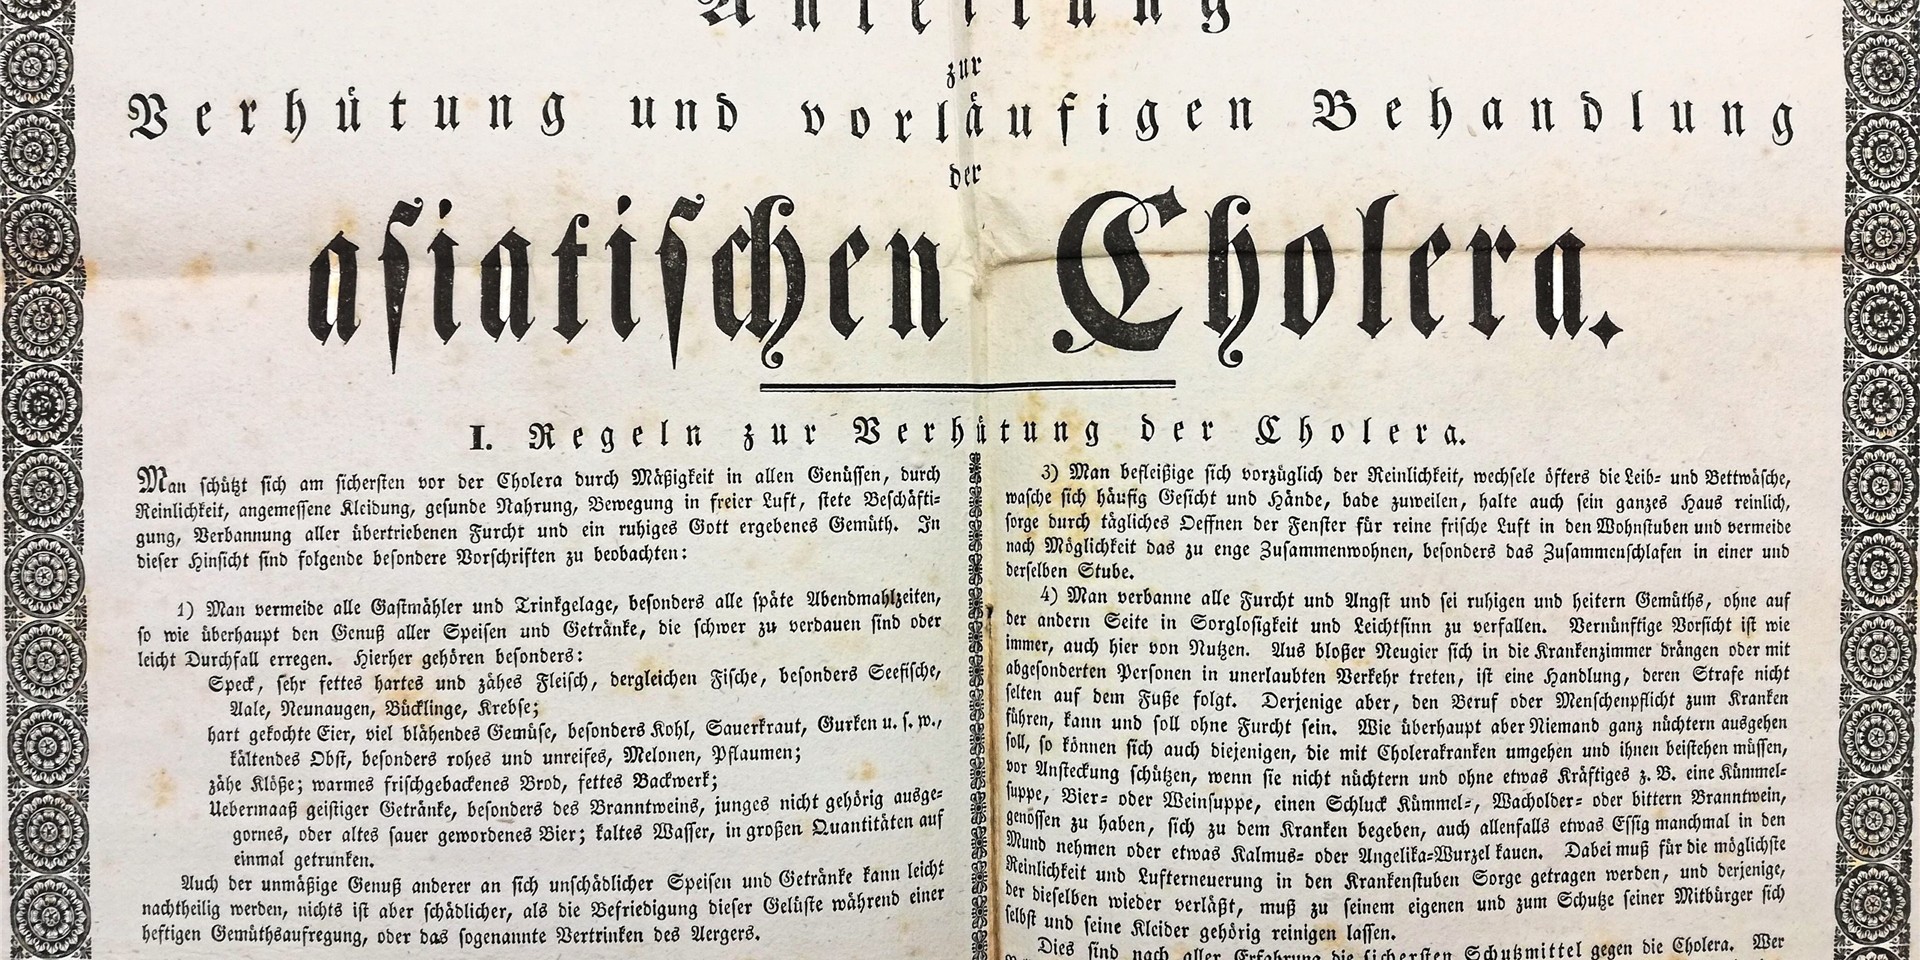 Anleitung
zur
Verhütung und vorläufigen Behandlung
der
asiatischen Cholera.
I. Regeln zur Verhütung der Cholera.
Man schützt sich am sichersten vor der Cholera durch Mäßigkeit in allen Genüssen, durch
Reinlichkeit, angemessene Kleidung, gesunde Nahrung, Bewegung in freier Luft, stete Beschäfti-
gung, Verbannung aller übertriebenen Furcht und ein ruhiges Gott ergebenes Gemüth. In
dieser Hinsicht sind folgende besondere Vorschriften zu beobachten:
1) Man vermeide alle Gastmähler und Trinkgelage, besonders alle späte Abendmahlzeiten,
so wie überhaupt den Genuß aller Speisen und Getränke, die schwer zu verdauen sind oder
leicht Durchfall erregen. Hierher gehören besonders:
Speck, sehr fettes hartes und zähes Fleisch, dergleichen Fische, besonders Seefische,
Aale, Neunaugen, Bücklinge, Krebse;
hart gekochte Eier, viel blähendes Gemüse, besonders Kohl, Sauerkraut, Gurken u. s. w.,
kältendes Obst, besonders rohes und unreifes, Melonen, Pflaumen;
zähe Klöße; warmes frischgebackenes Brod, fettes Backwerk;
Uebermaaß geistiger Getränke, besonders des Branntweins, junges nicht gehörig ausge-
gornes, oder altes sauer gewordenes Bier; kaltes Wasser, in großen Quantitäten auf
einmal getrunken.
Auch der unmäßige Genuß anderer an sich unschädlicher Speisen und Getränke kann leicht
nachtheilig werden, nichts ist aber schädlicher, als die Befriedigung dieser Gelüste während einer
heftigen Gemüthsaufregung, oder das sogenannte Vertrinken des Aergers.
3) Man befleißige sich vorzüglich der Reinlichkeit, wechsele öfters die Leib- und Bettwäsche,
wasche sich häufig Gesicht und Hände, bade zuweilen, halte auch sein ganzes Haus reinlich,
sorge durch tägliches Oeffnen der Fenster für reine frische Luft in den Wohnstuben und vermeide
nach Möglichkeit das zu enge Zusammenwohnen, besonders das Zusammenschlafen in einer und
derselben Stube.
4) Man verbanne alle Furcht und Angst und sei ruhigen und heitern Gemüths, ohne auf
der andern Seite in Sorglosigkeit und Leichtsinn zu verfallen. Vernünftige Vorsicht ist wie
immer, auch hier von Nutzen. Aus bloßer Neugier sich in die Krankenzimmer drängen oder mit
abgesonderten Personen in unerlaubten Verkehr treten, ist eine Handlung, deren Strafe nicht
selten auf dem Fuße folgt. Derjenige aber, den Beruf oder Menschenpflicht zum Kranken
führen, kann und soll ohne Furcht sein. Wie überhaupt aber Niemand ganz nüchtern ausgehen
soll, so können sich auch diejenigen, die mit Cholerakranken umgehen und ihnen beistehen müssen,
vor Ansteckung schützen, wenn sie nicht nüchtern und ohne etwas Kräftiges z. B. eine Kümmel-
suppe, Bier- oder Weinsuppe, einen Schluck Kümmel-, Wacholder- oder bittern Branntwein,
genossen zu haben, sich zu dem Kranken begeben, auch allenfalls etwas Essig manchmal in den
Mund nehmen oder etwas Kalmus- oder Angelika-Wurzel kauen. Dabei muß für die möglichste
Reinlichkeit und Lufterneuerung in den Krankenstuben Sorge getragen werden, und derjenige,
der dieselben wieder verläßt, muß zu seinem eigenen und zum Schutze seiner Mitbürger sich
selbst und seine Kleider gehörig reinigen lassen.
Dies sind nach aller Erfahrung die sichersten Schutzmittel gegen die Cholera. Wer